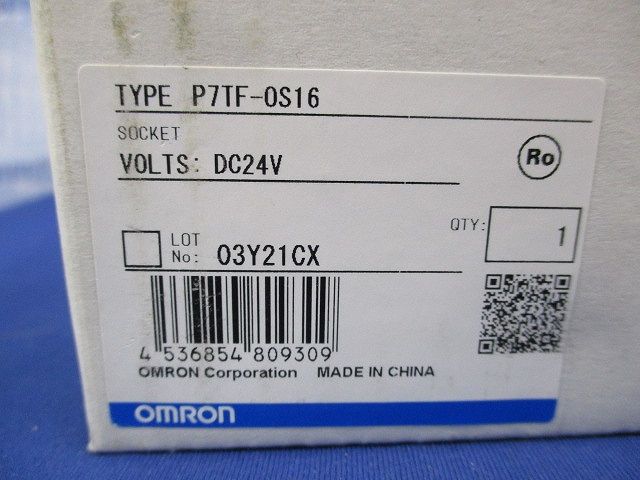 TYPE P7TF-OS16
SOCKET
VOLTS: DC24V
Ro
QTY: 1
LOT No: 03Y21CX
4 536854 809309
OMRON Corporation MADE IN CHINA
OMRON